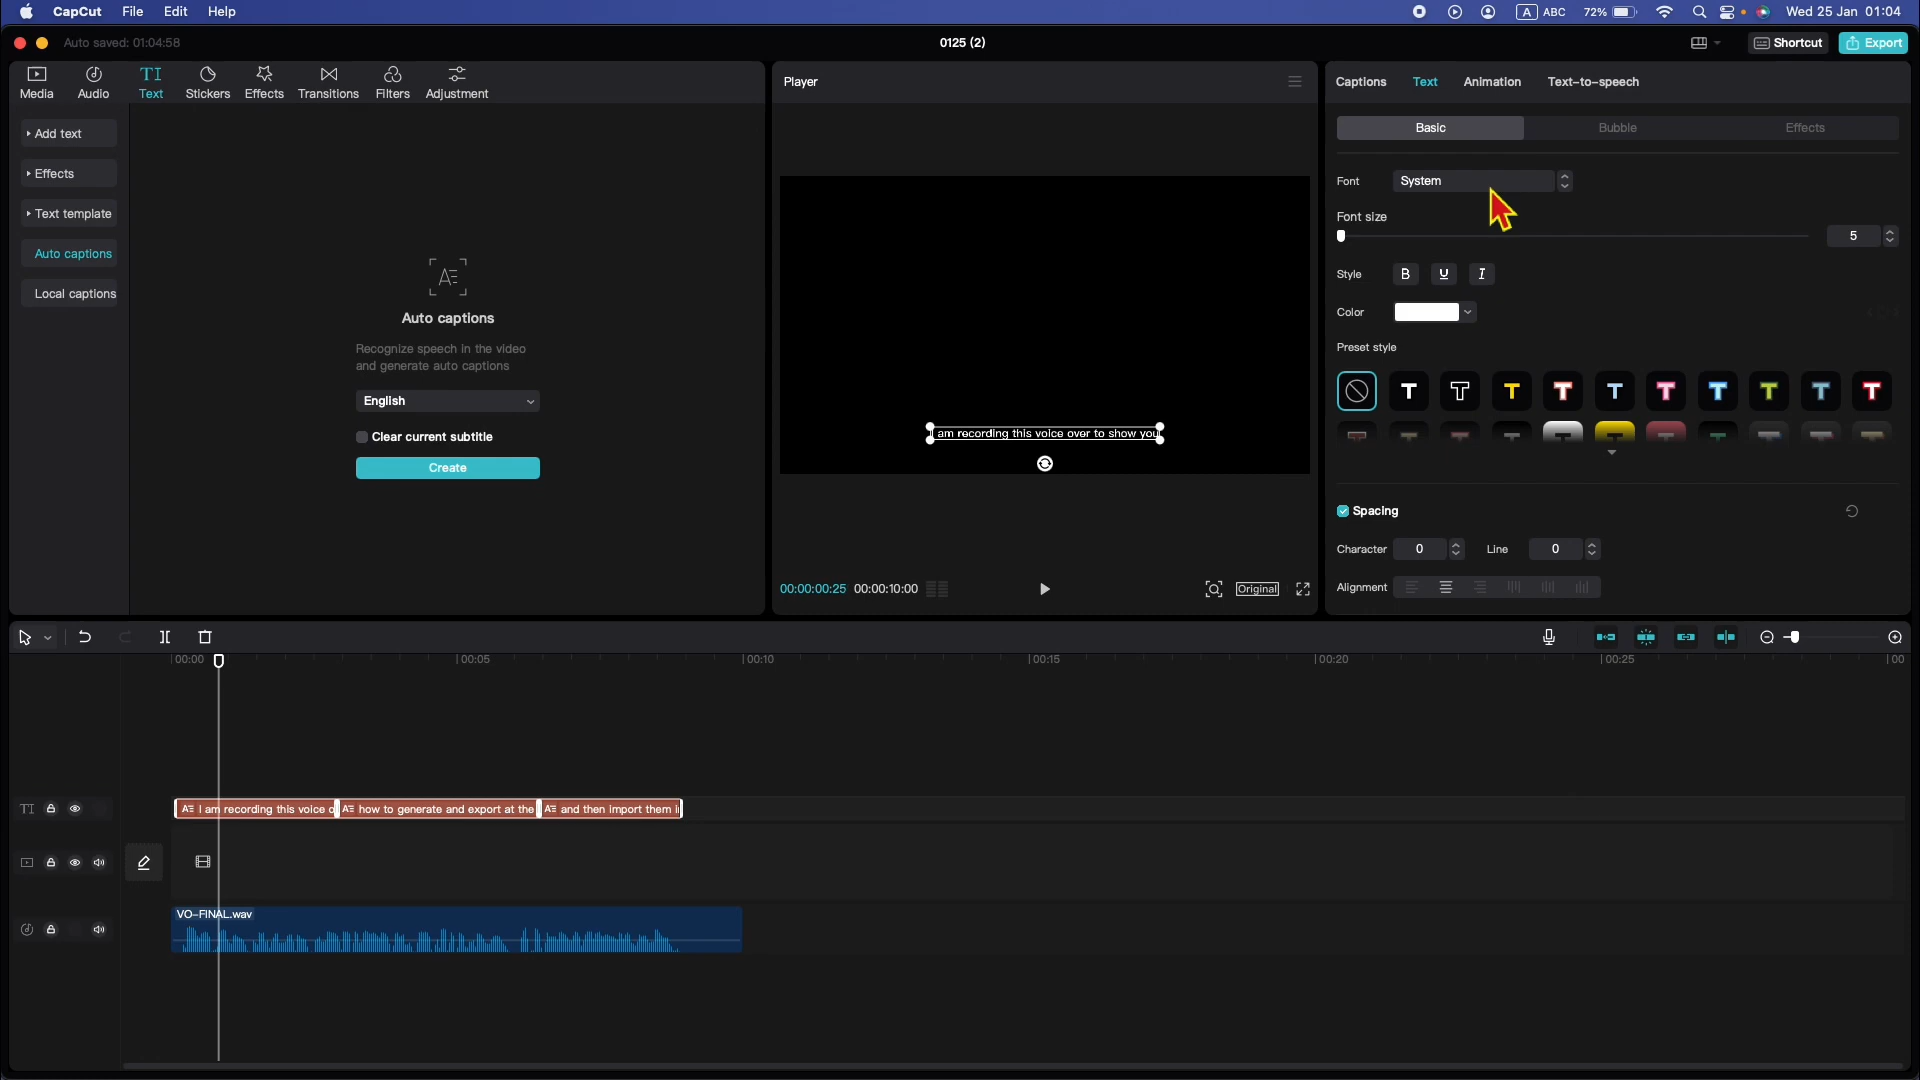 CapCut File Edit Help
A ABC 72% Wed 25 Jan 01:04
Auto saved: 01:04:58
0125 (2)
Shortcut
Export
Media Audio TI Text Stickers Effects Transitions Filters Adjustment
Add text
Effects
Text template
Auto captions
Local captions
Auto captions
Recognize speech in the video
and generate auto captions
English
Clear current subtitle
Create
Player
I am recording this voice over to show you
00:00:00:25 00:00:10:00
Original
Captions Text Animation Text-to-speech
Basic Bubble Effects
Font System
Font size
5
Style B U I
Color
Preset style
T T T T T T T T T T
Spacing
Character 0 Line 0
Alignment
00:00 00:05 00:10 00:15 00:20 00:25 00
TI
I am recording this voice o how to generate and export at the and then import them i
VO-FINAL.wav